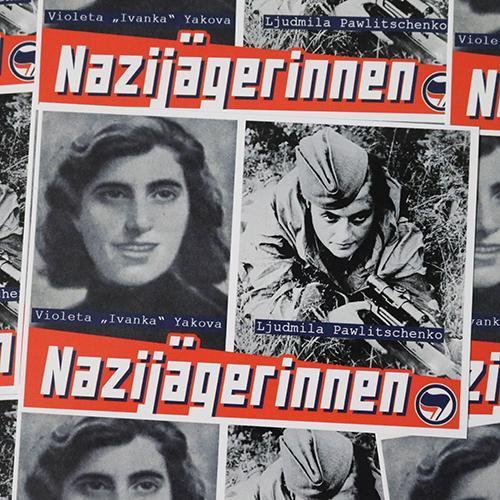 Violeta „Ivanka“ Yakova
Ljudmila Pawlitschenko
Nazijägerinnen
Violeta „Ivanka“ Yakova
Ljudmila Pawlitschenko
Nazijägerinnen